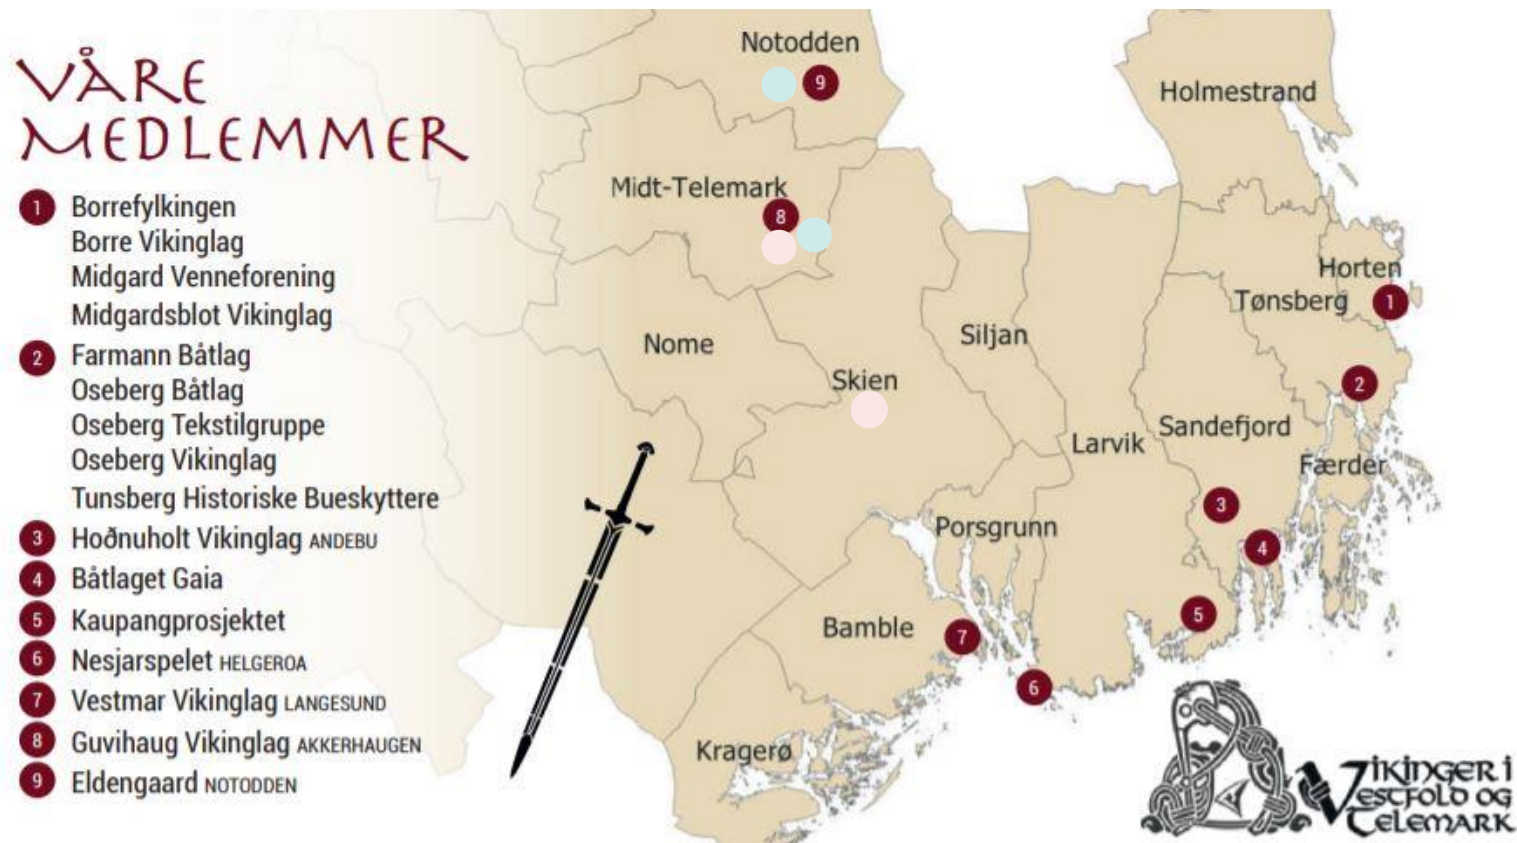 VÅRE
MEDLEMMER
1 Borrefylkingen
Borre Vikinglag
Midgard Venneforening
Midgardsblot Vikinglag
2 Farmann Båtlag
Oseberg Båtlag
Oseberg Tekstilgruppe
Oseberg Vikinglag
Tunsberg Historiske Bueskyttere
3 Hoðnuholt Vikinglag ANDEBU
4 Båtlaget Gaia
5 Kaupangprosjektet
6 Nesjarspelet HELGEROA
7 Vestmar Vikinglag LANGESUND
8 Guvihaug Vikinglag AKKERHAUGEN
9 Eldengaard NOTODDEN
Notodden
9
Holmestrand
Midt-Telemark
8
Horten
Tønsberg
1
Siljan
Nome
Skien
2
Sandefjord
Larvik
Færder
3
Porsgrunn
4
5
Bamble
7
6
Kragerø
VIKINGER I
VESTFOLD OG
TELEMARK